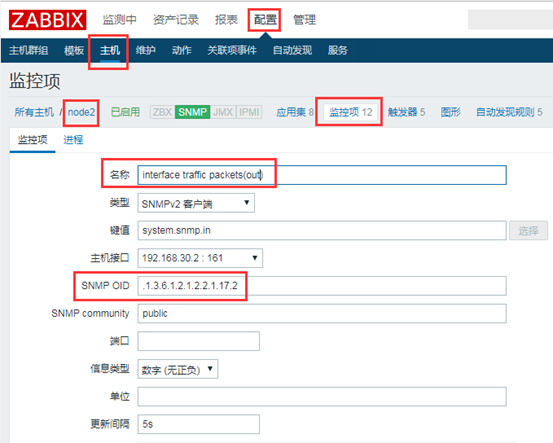 ZABBIX 监测中 资产记录 报表 配置 管理
主机群组 模板 主机 维护 动作 关联项事件 自动发现 服务
监控项
所有主机 / node2 已启用 ZBX SNMP JMX IPMI 应用集 8 监控项 12 触发器 5 图形 自动发现规则 5
监控项 进程
名称 interface traffic packets(out)
类型 SNMPv2 客户端
键值 system.snmp.in 选择
主机接口 192.168.30.2 : 161
SNMP OID .1.3.6.1.2.1.2.2.1.17.2
SNMP community public
端口
信息类型 数字 (无正负)
单位
更新间隔 5s